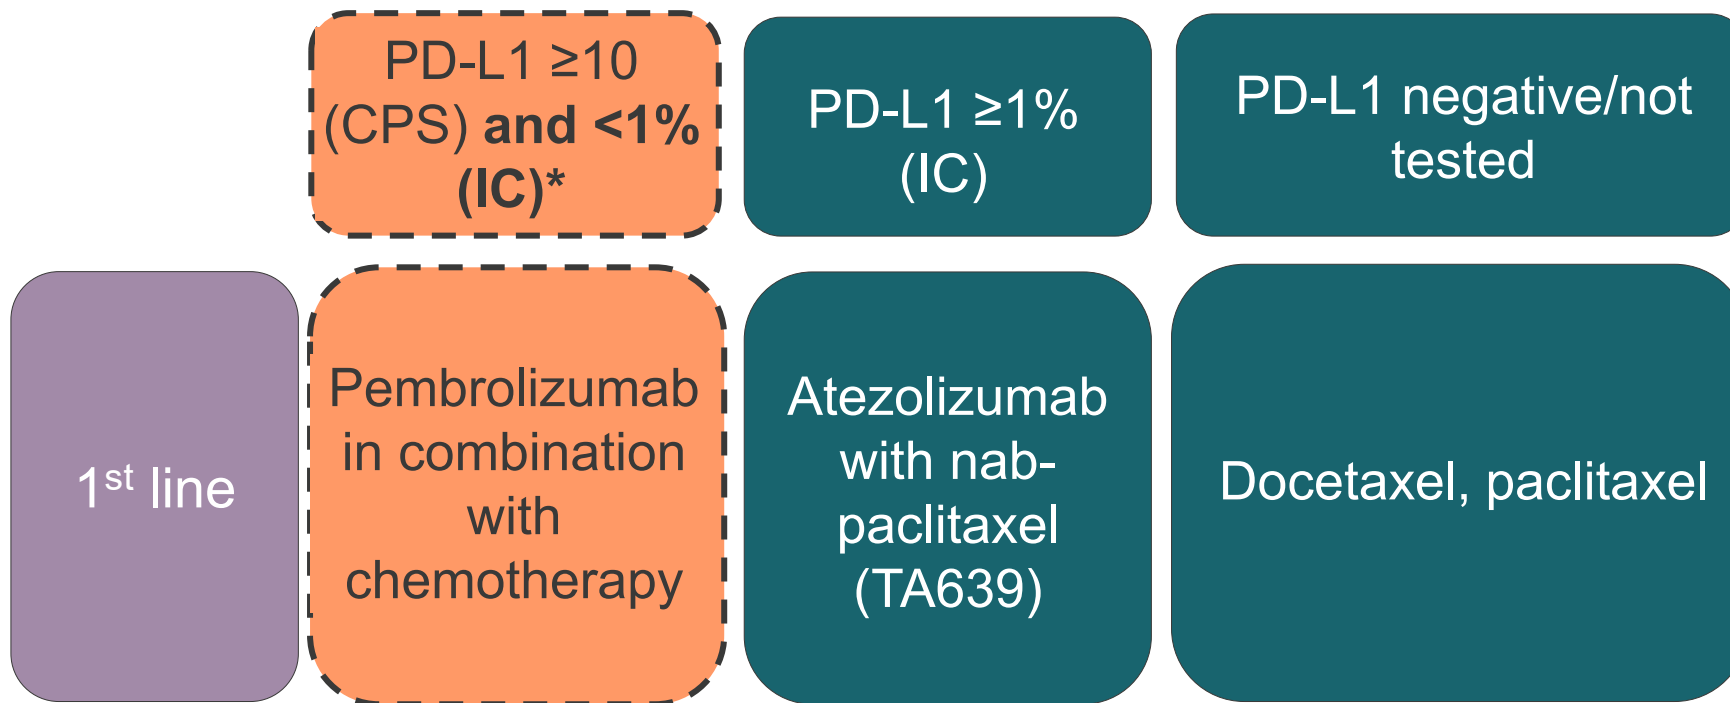 PD-L1 ≥10
(CPS) and <1%
(IC)*
PD-L1 ≥1%
(IC)
PD-L1 negative/not
tested
1st line
Pembrolizumab
in combination
with
chemotherapy
Atezolizumab
with nab-
paclitaxel
(TA639)
Docetaxel, paclitaxel